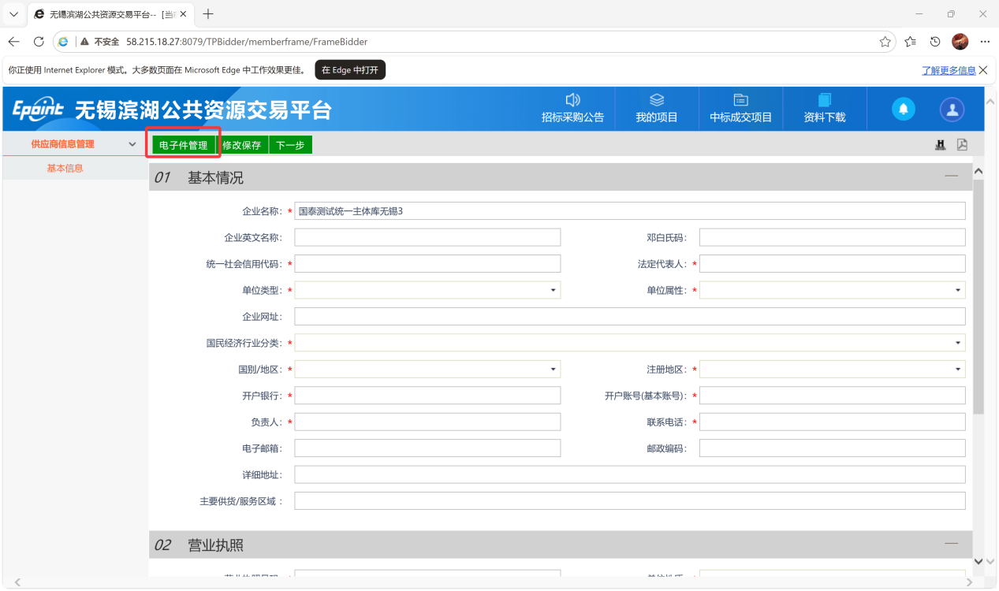 无锡滨湖公共资源交易平台-- [当前
不安全 58.215.18.27:8079/TPBidder/memberframe/FrameBidder
你正使用 Internet Explorer 模式。大多数页面在 Microsoft Edge 中工作效果更佳。 在 Edge 中打开 了解更多信息
Epoint 无锡滨湖公共资源交易平台 招标采购公告 我的项目 中标成交项目 资料下载
供应商信息管理 电子件管理 修改保存 下一步
基本信息
01 基本情况
企业名称： * 国泰测试统一主体库无锡3
企业英文名称： 邓白氏码：
统一社会信用代码： * 法定代表人： *
单位类型： * 单位属性： *
企业网址：
国民经济行业分类： *
国别/地区： * 注册地区： *
开户银行： * 开户账号(基本账号)： *
负责人： * 联系电话： *
电子邮箱： 邮政编码：
详细地址：
主要供货/服务区域 ：
02 营业执照